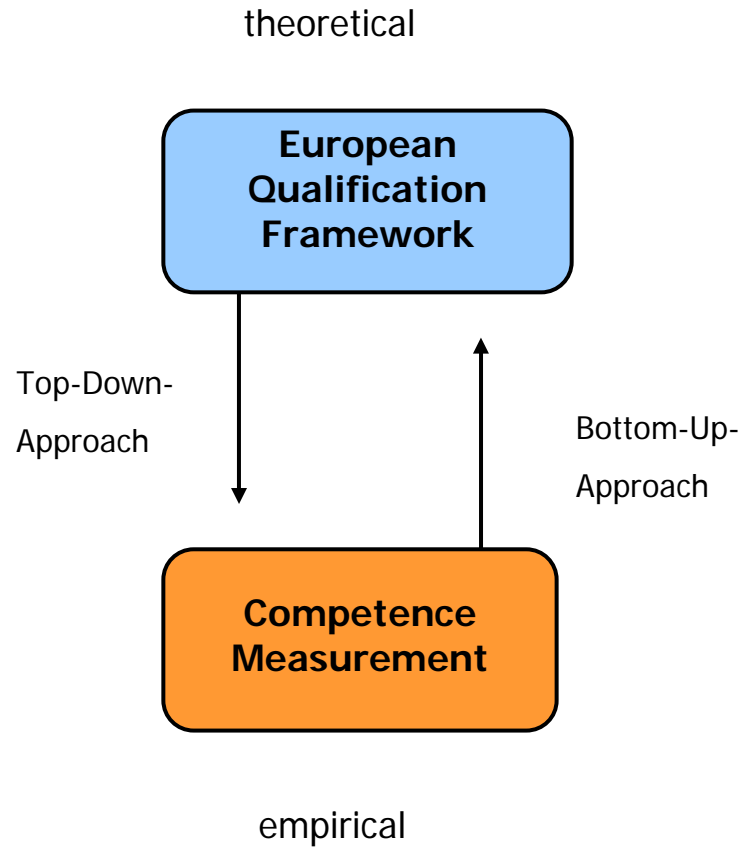 theoretical
European
Qualification
Framework
Top-Down-
Approach
Bottom-Up-
Approach
Competence
Measurement
empirical